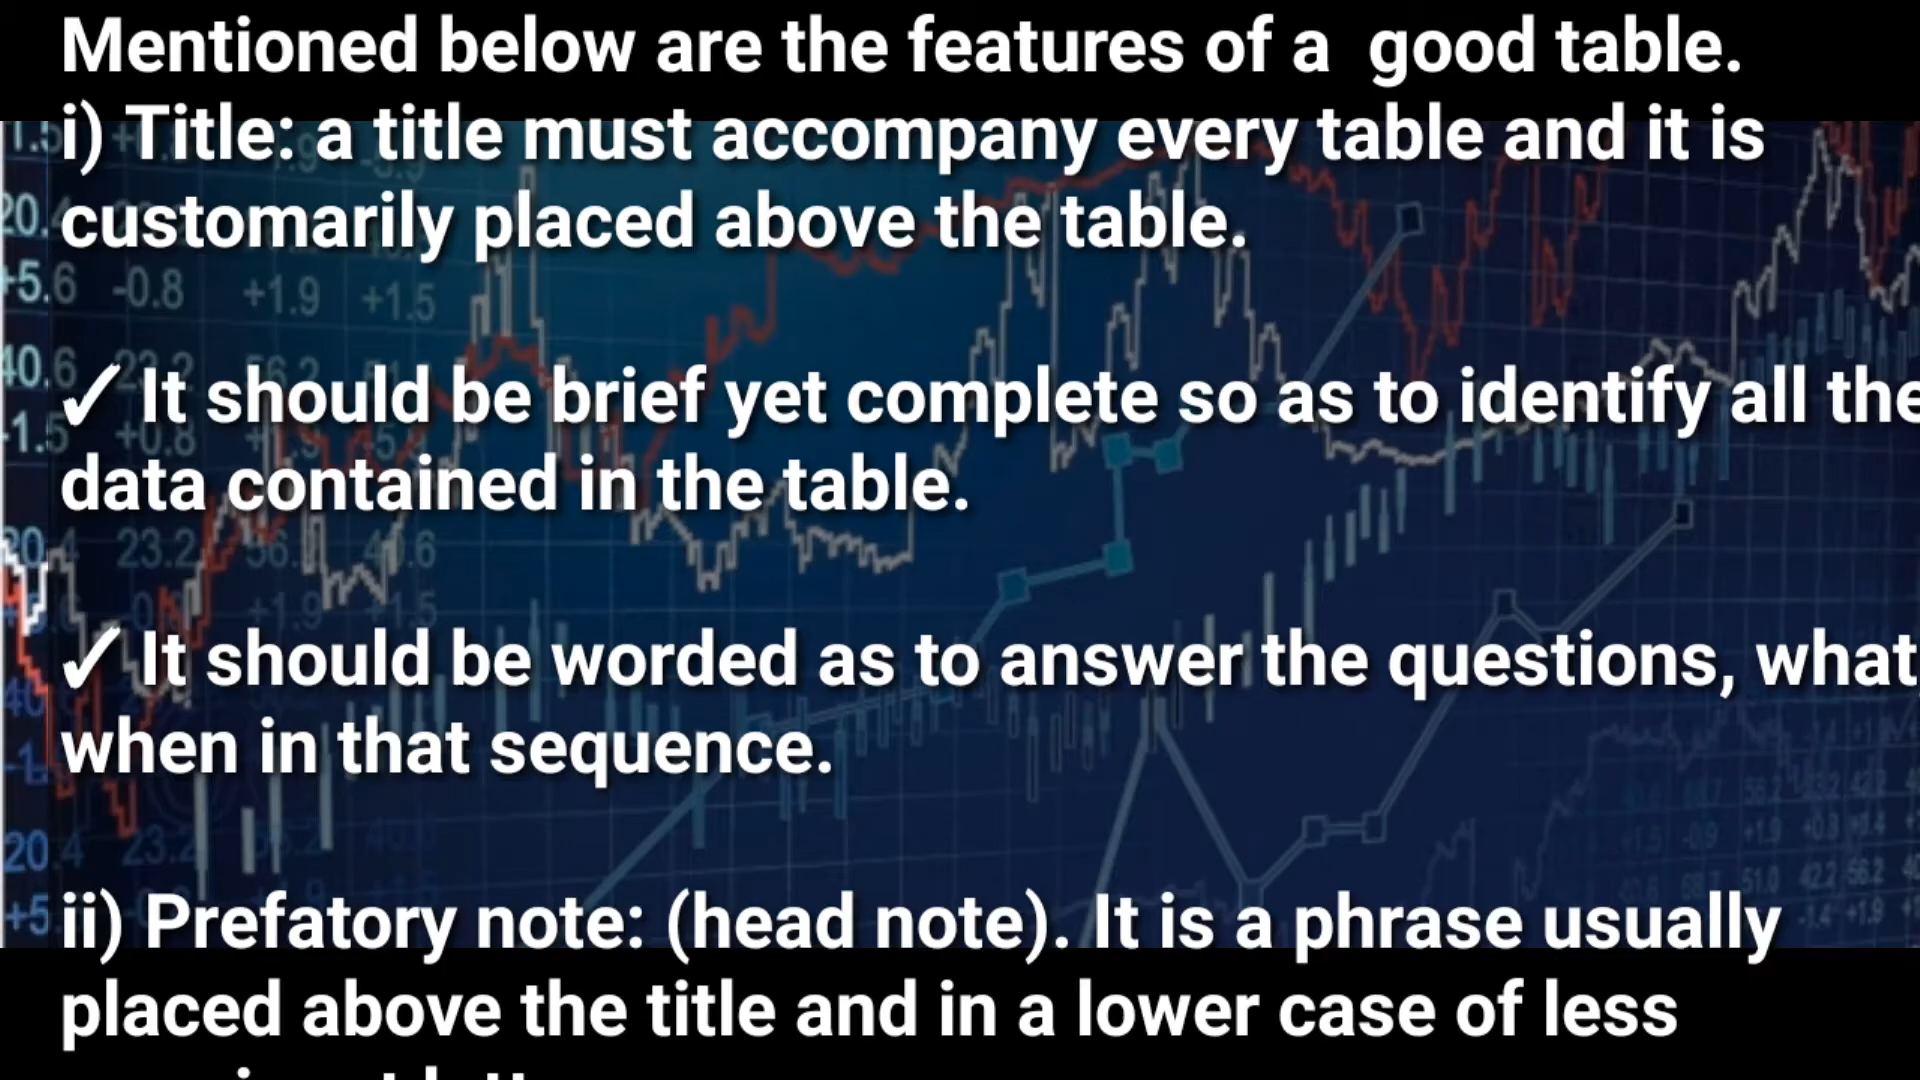 Mentioned below are the features of a good table.
i) Title: a title must accompany every table and it is
customarily placed above the table.
✓ It should be brief yet complete so as to identify all the
data contained in the table.
✓ It should be worded as to answer the questions, what
when in that sequence.
ii) Prefatory note: (head note). It is a phrase usually
placed above the title and in a lower case of less